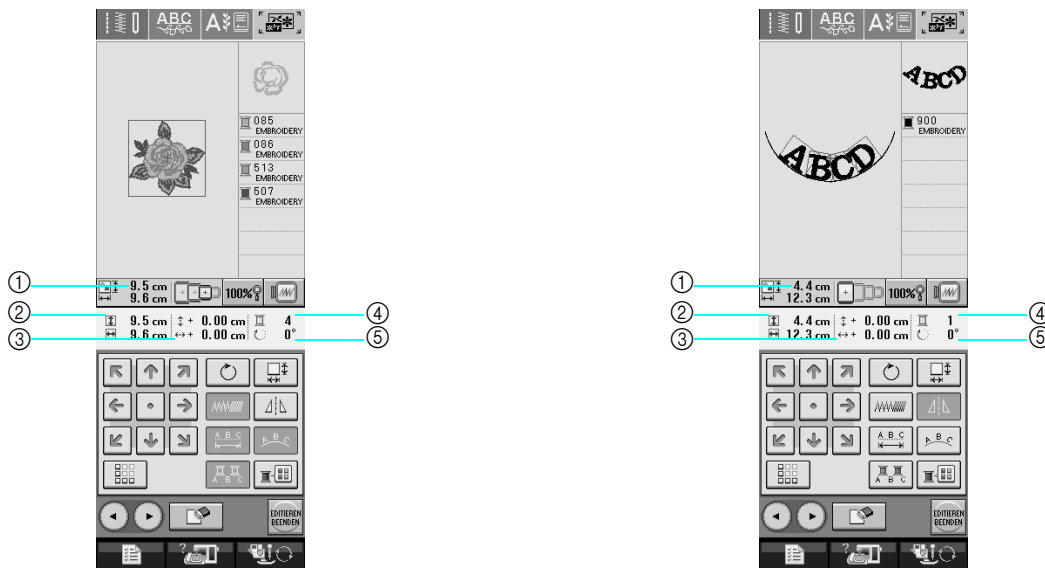 ABC A
085
EMBROIDERY
086
EMBROIDERY
513
EMBROIDERY
507
EMBROIDERY
① 9.5 cm
9.6 cm 100%
② 9.5 cm + 0.00 cm 4 ④
③ 9.6 cm + 0.00 cm 0° ⑤
A B C A B C
A B C
EDITIEREN
BEENDEN
?
ABC A
ABCD
900
EMBROIDERY
ABCD
① 4.4 cm
12.3 cm 100%
② 4.4 cm + 0.00 cm 1 ④
③ 12.3 cm + 0.00 cm 0° ⑤
A B C A B C
A B C
EDITIEREN
BEENDEN
?